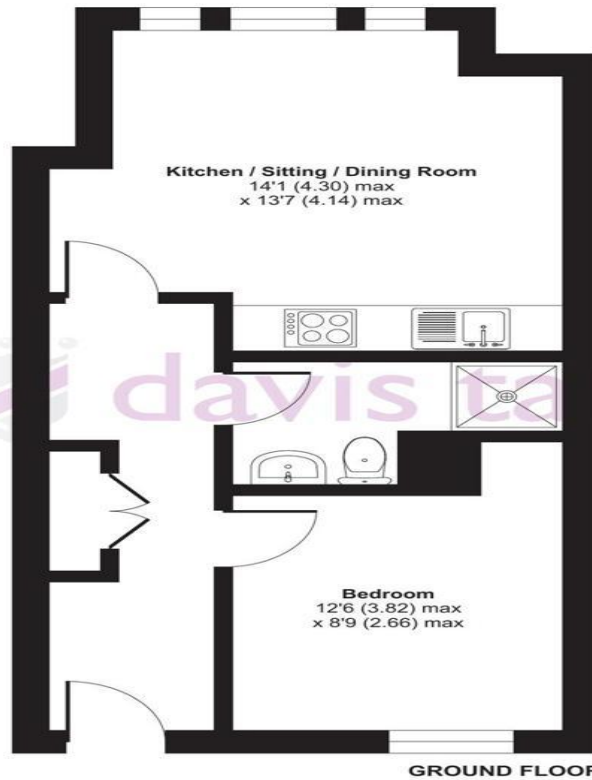 Kitchen / Sitting / Dining Room
14'1 (4.30) max
x 13'7 (4.14) max
davis ta
Bedroom
12'6 (3.82) max
x 8'9 (2.66) max
GROUND FLOOR